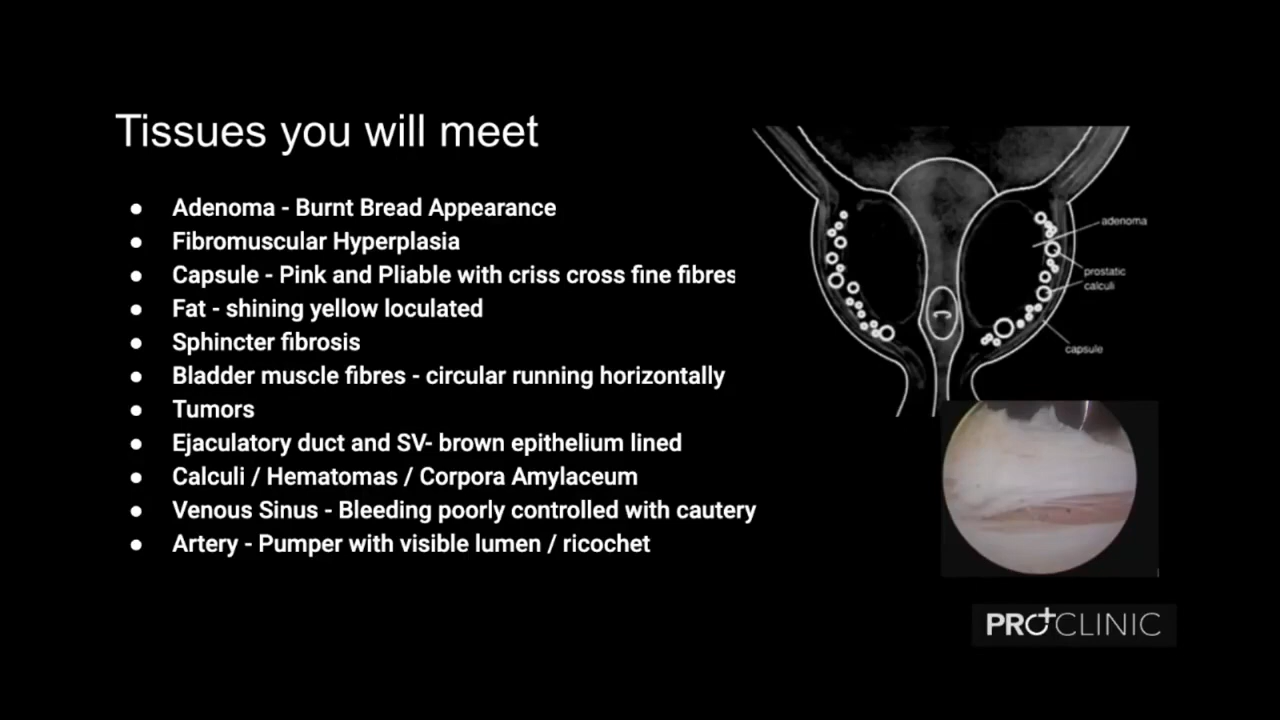 Tissues you will meet
● Adenoma - Burnt Bread Appearance
● Fibromuscular Hyperplasia
● Capsule - Pink and Pliable with criss cross fine fibres
● Fat - shining yellow loculated
● Sphincter fibrosis
● Bladder muscle fibres - circular running horizontally
● Tumors
● Ejaculatory duct and SV- brown epithelium lined
● Calculi / Hematomas / Corpora Amylaceum
● Venous Sinus - Bleeding poorly controlled with cautery
● Artery - Pumper with visible lumen / ricochet
adenoma
prostatic
calculi
capsule
PRO CLINIC